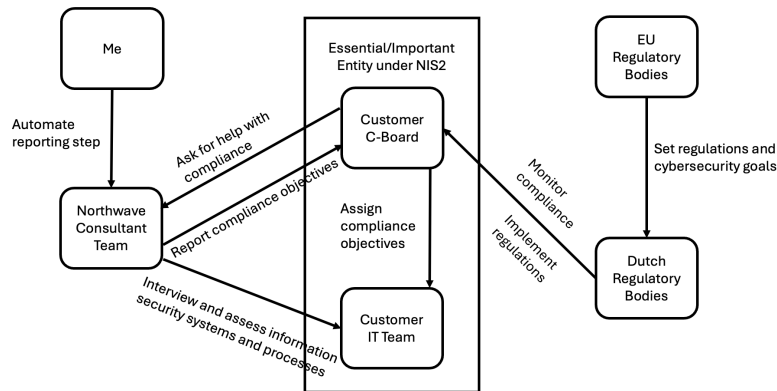 Me
Automate
reporting step
Northwave
Consultant
Team
Ask for help with
compliance
Report compliance objectives
Interview and assess information
security systems and processes
Essential/Important
Entity under NIS2
Customer
C-Board
Assign
compliance
objectives
Customer
IT Team
Monitor
compliance
Implement
regulations
EU
Regulatory
Bodies
Set regulations and
cybersecurity goals
Dutch
Regulatory
Bodies